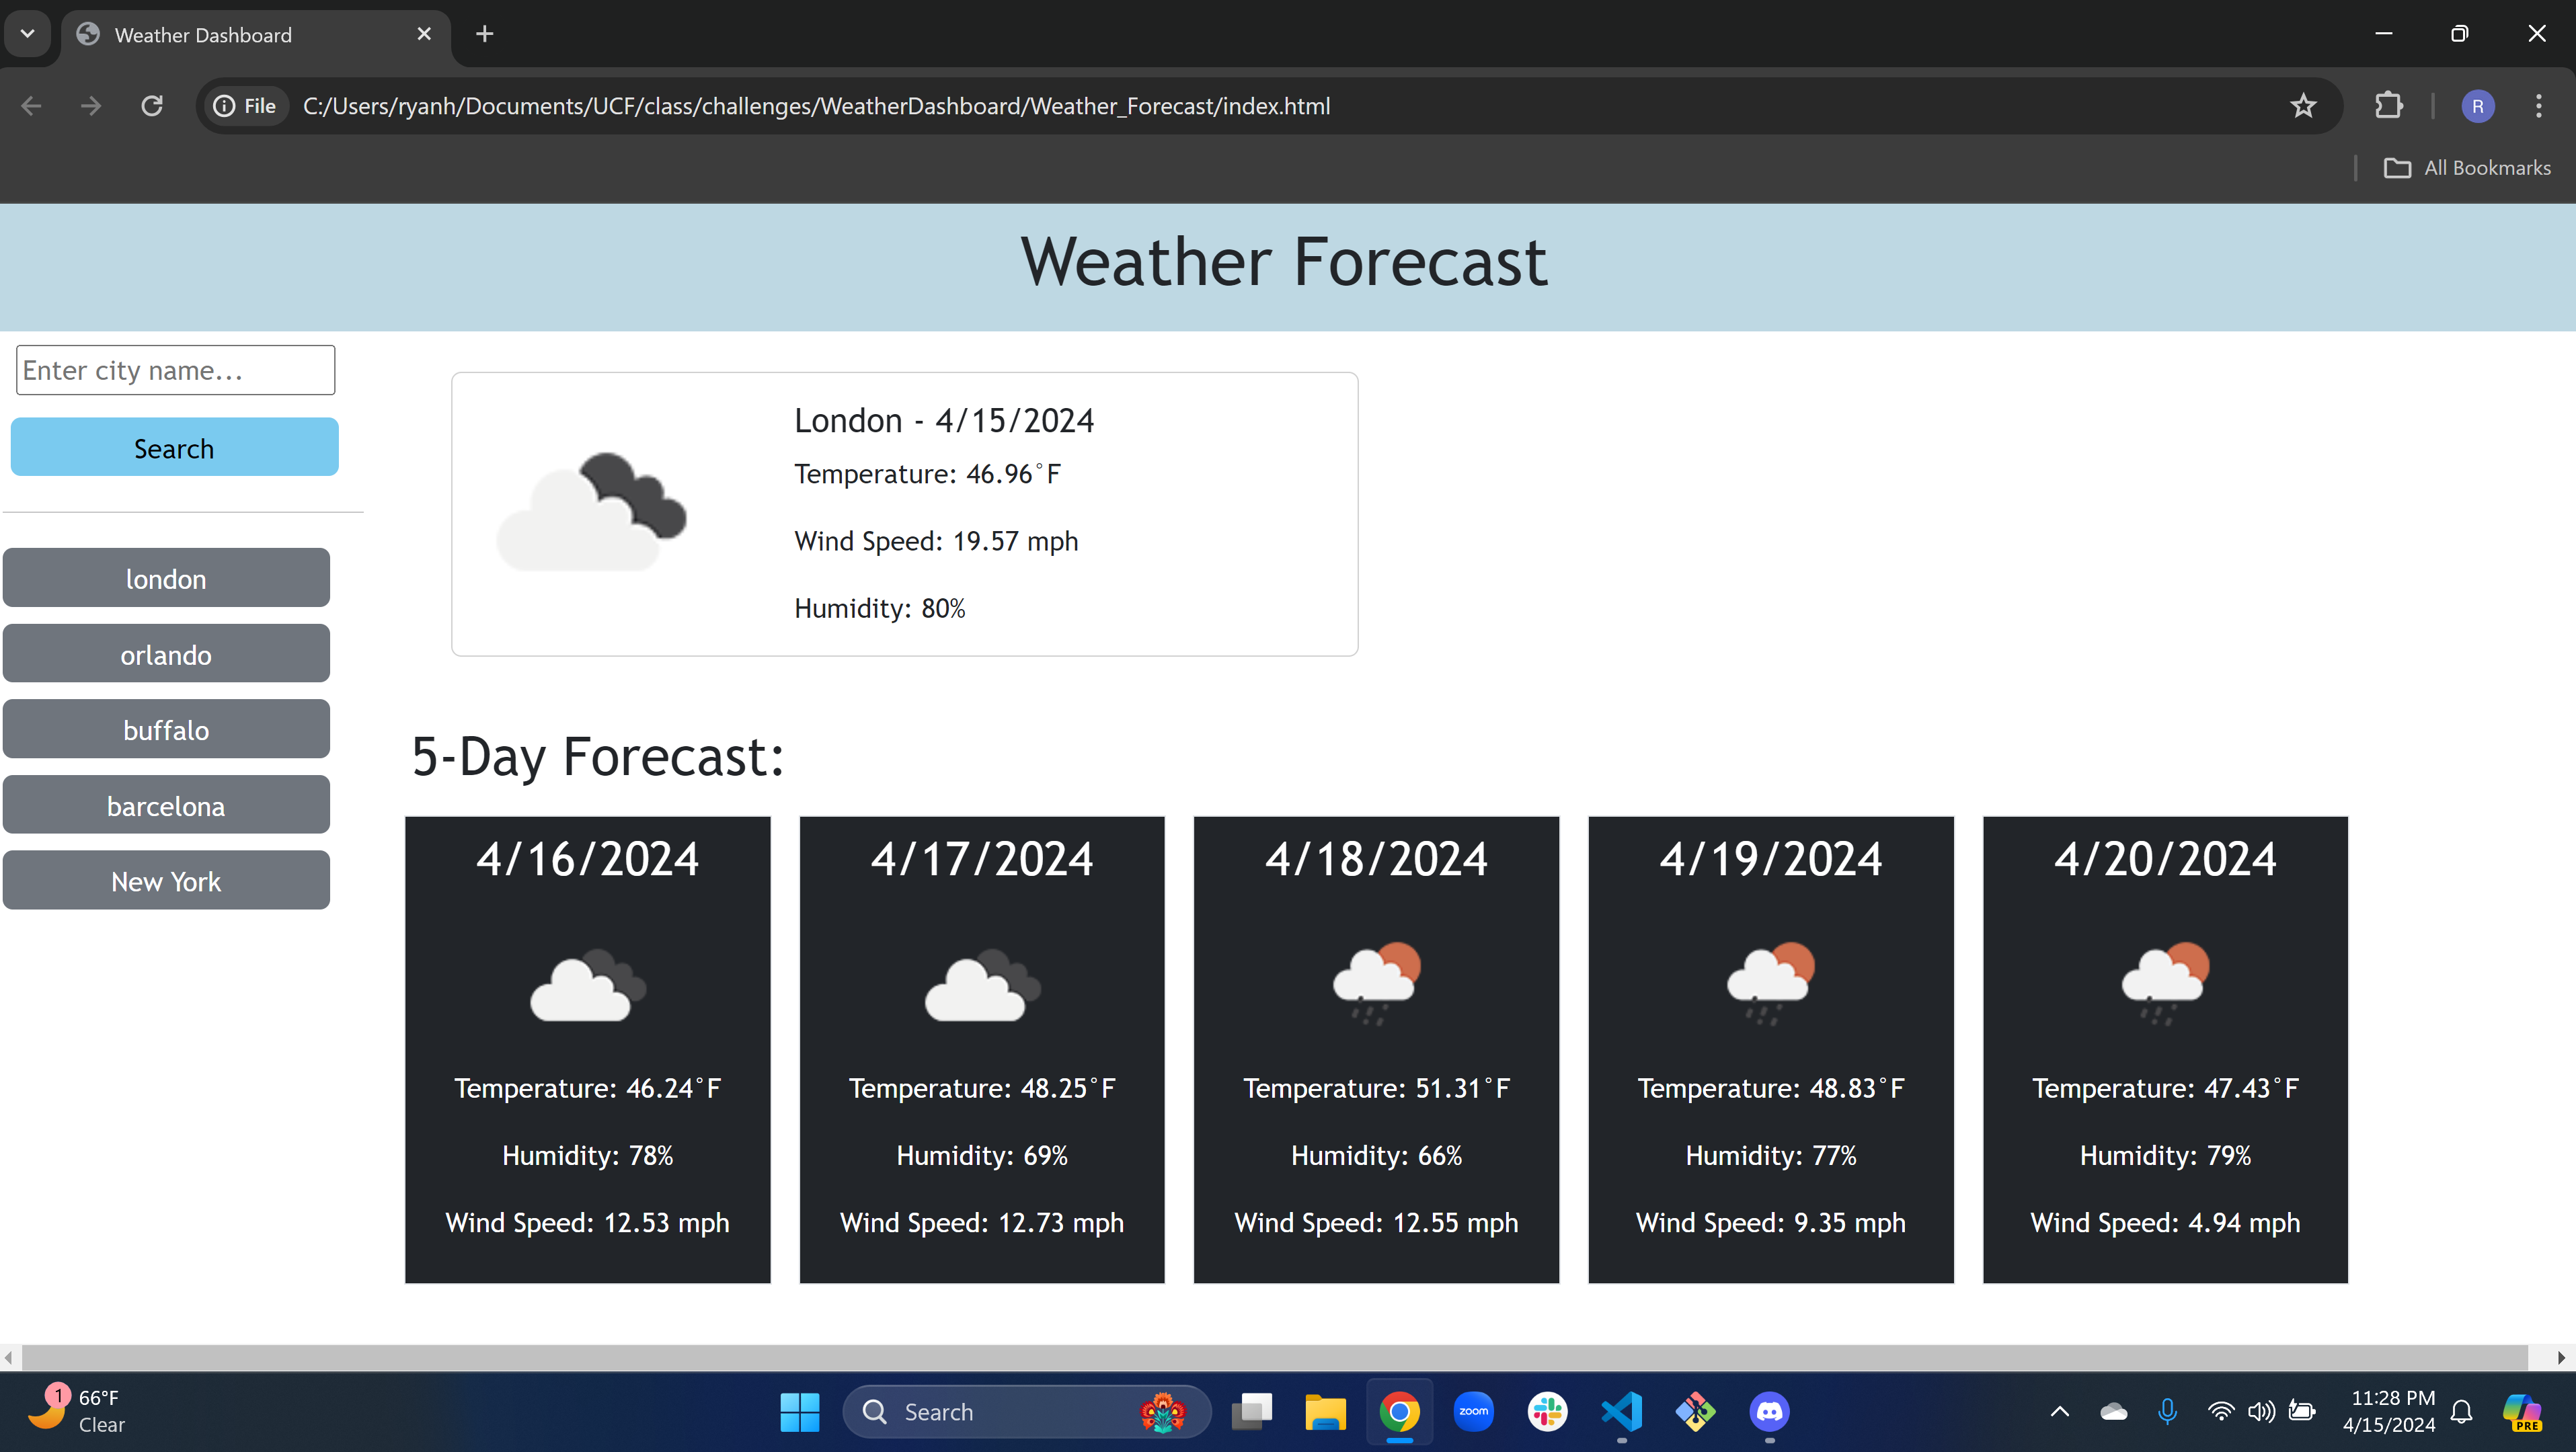 Weather Dashboard
File C:/Users/ryanh/Documents/UCF/class/challenges/WeatherDashboard/Weather_Forecast/index.html
R
All Bookmarks
Weather Forecast
Enter city name...
Search
london
orlando
buffalo
barcelona
New York
London - 4/15/2024
Temperature: 46.96°F
Wind Speed: 19.57 mph
Humidity: 80%
5-Day Forecast:
4/16/2024
Temperature: 46.24°F
Humidity: 78%
Wind Speed: 12.53 mph
4/17/2024
Temperature: 48.25°F
Humidity: 69%
Wind Speed: 12.73 mph
4/18/2024
Temperature: 51.31°F
Humidity: 66%
Wind Speed: 12.55 mph
4/19/2024
Temperature: 48.83°F
Humidity: 77%
Wind Speed: 9.35 mph
4/20/2024
Temperature: 47.43°F
Humidity: 79%
Wind Speed: 4.94 mph
1
66°F
Clear
Search
zoom
11:28 PM
4/15/2024
PRE